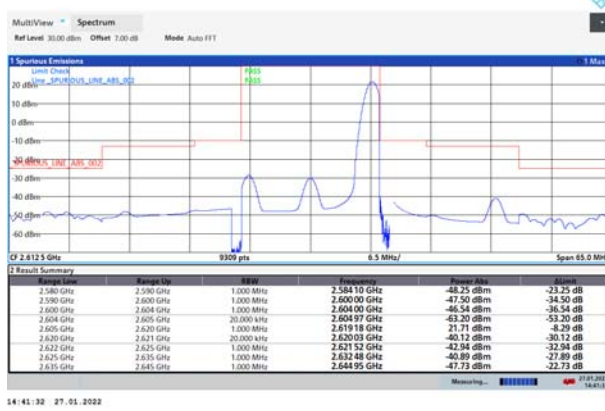 MultiView Spectrum
Ref Level 30.00 dBm Offset 7.00 dB Mode Auto FFT
1 Spurious Emissions 1 Max
Limit Check PASS
Line _SPURIOUS_LINE_ABS_002 PASS
20 dBm
10 dBm
0 dBm
-10 dBm
_SPURIOUS_LINE_ABS_002
-30 dBm
-40 dBm
-50 dBm
-60 dBm
CF 2.6125 GHz 9309 pts 6.5 MHz/ Span 65.0 MH
2 Result Summary
Range Low Range Up RBW Frequency Power Abs ΔLimit
2.580 GHz 2.590 GHz 1.000 MHz 2.58410 GHz -48.25 dBm -23.25 dB
2.590 GHz 2.600 GHz 1.000 MHz 2.60000 GHz -47.50 dBm -34.50 dB
2.600 GHz 2.604 GHz 1.000 MHz 2.60400 GHz -46.54 dBm -36.54 dB
2.604 GHz 2.605 GHz 20.000 kHz 2.60497 GHz -63.20 dBm -53.20 dB
2.605 GHz 2.620 GHz 1.000 MHz 2.61918 GHz 21.71 dBm -8.29 dB
2.620 GHz 2.621 GHz 20.000 kHz 2.62003 GHz -40.12 dBm -30.12 dB
2.622 GHz 2.625 GHz 1.000 MHz 2.62152 GHz -42.94 dBm -32.94 dB
2.625 GHz 2.635 GHz 1.000 MHz 2.63248 GHz -40.89 dBm -27.89 dB
2.635 GHz 2.645 GHz 1.000 MHz 2.64495 GHz -47.73 dBm -22.73 dB
Measuring... 27.01.202
14:41:3
14:41:32 27.01.2022